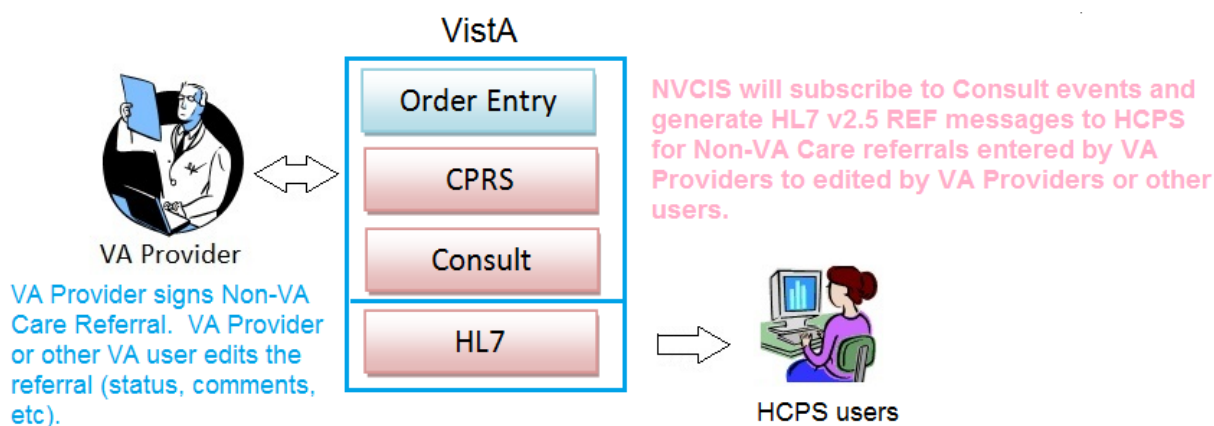 VistA
Order Entry
CPRS
Consult
HL7
VA Provider
VA Provider signs Non-VA
Care Referral.  VA Provider
or other VA user edits the
referral (status, comments,
etc).
NVCIS will subscribe to Consult events and
generate HL7 v2.5 REF messages to HCPS
for Non-VA Care referrals entered by VA
Providers to edited by VA Providers or other
users.
HCPS users